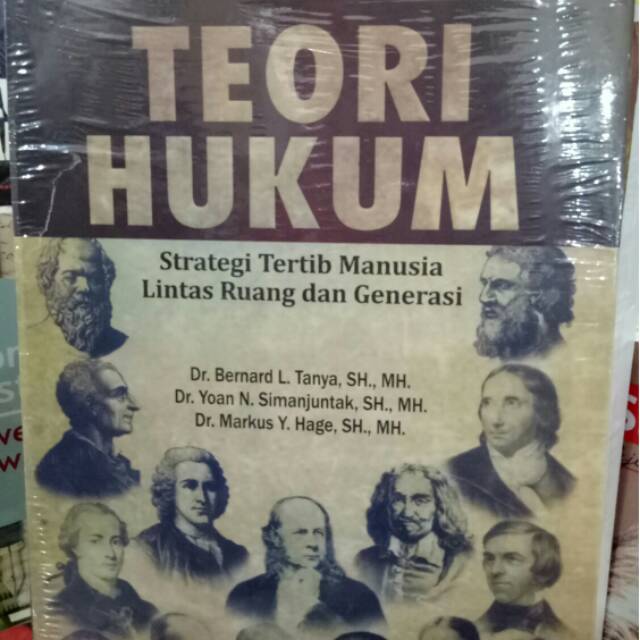 TEORI
HUKUM
Strategi Tertib Manusia
Lintas Ruang dan Generasi
Dr. Bernard L. Tanya, SH., MH.
Dr. Yoan N. Simanjuntak, SH., MH.
Dr. Markus Y. Hage, SH., MH.